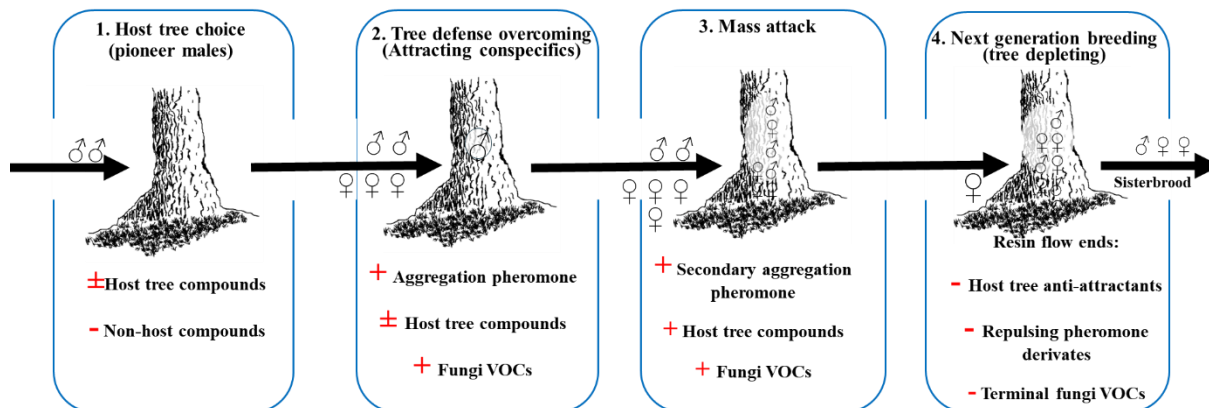 1. Host tree choice
(pioneer males)
± Host tree compounds
- Non-host compounds
2. Tree defense overcoming
(Attracting conspecifics)
♂ ♂
♀ ♀ ♀
+ Aggregation pheromone
± Host tree compounds
+ Fungi VOCs
3. Mass attack
+ Secondary aggregation
pheromone
+ Host tree compounds
+ Fungi VOCs
4. Next generation breeding
(tree depleting)
Sisterbrood
Resin flow ends:
- Host tree anti-attractants
- Repulsing pheromone
derivates
- Terminal fungi VOCs